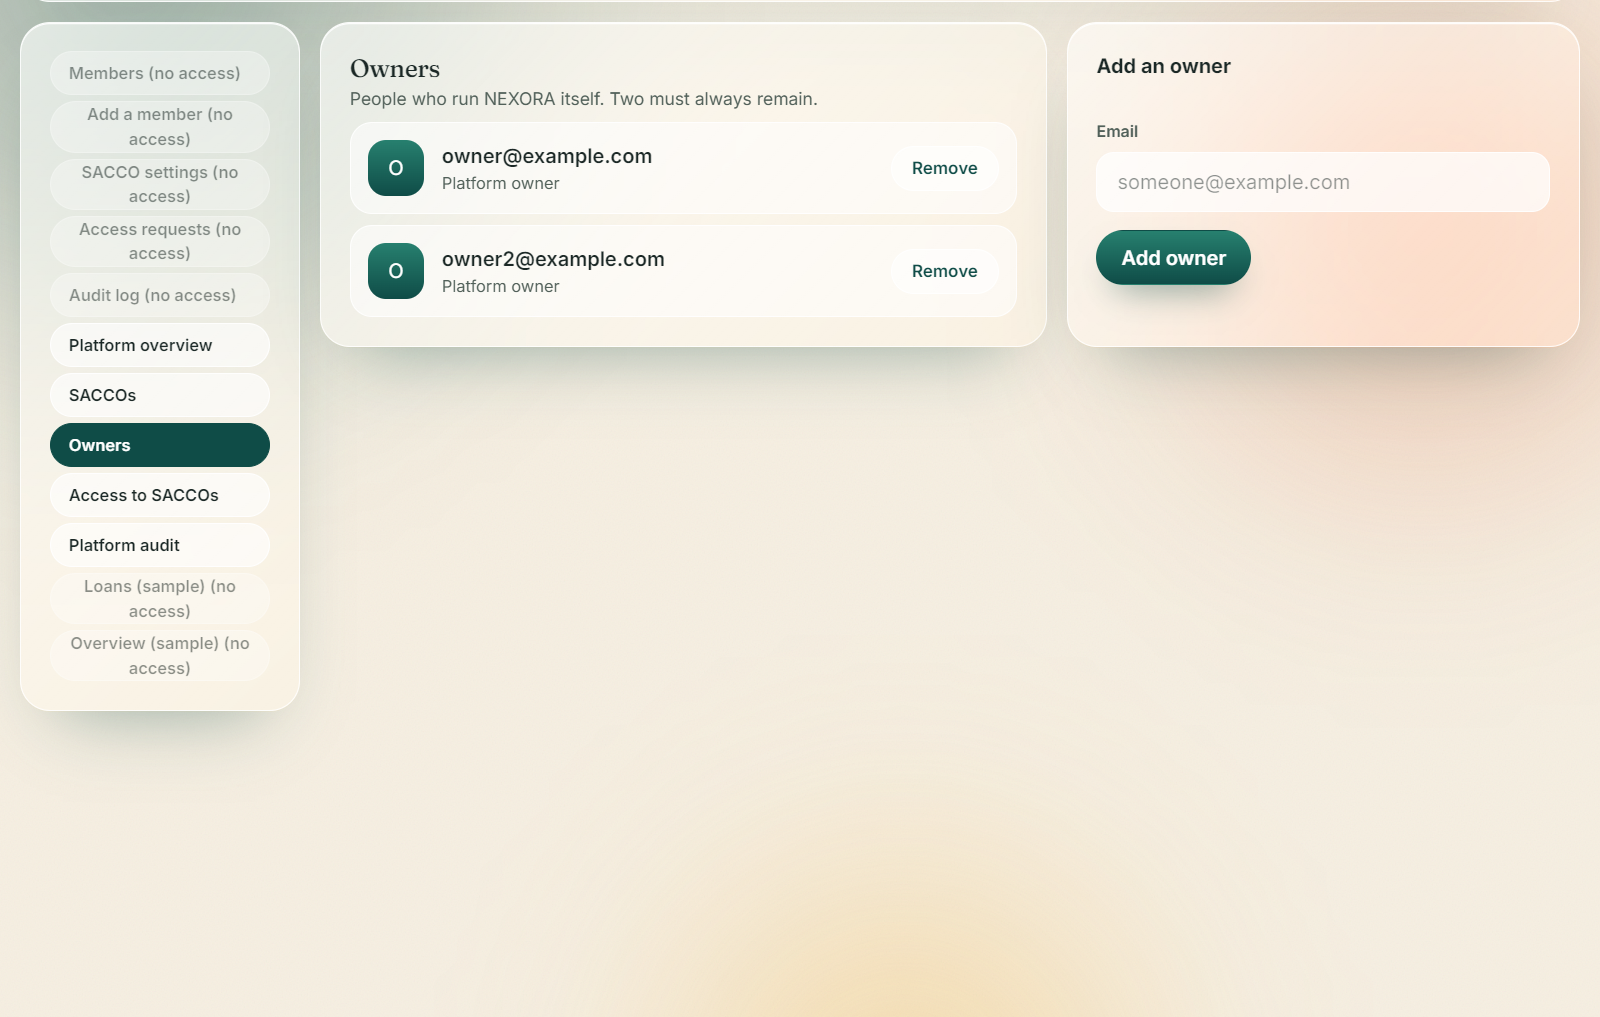 Members (no access)
Add a member (no
access)
SACCO settings (no
access)
Access requests (no
access)
Audit log (no access)
Platform overview
SACCOs
Owners
Access to SACCOs
Platform audit
Loans (sample) (no
access)
Overview (sample) (no
access)
Owners
People who run NEXORA itself. Two must always remain.
O
owner@example.com
Platform owner
Remove
O
owner2@example.com
Platform owner
Remove
Add an owner
Email
someone@example.com
Add owner